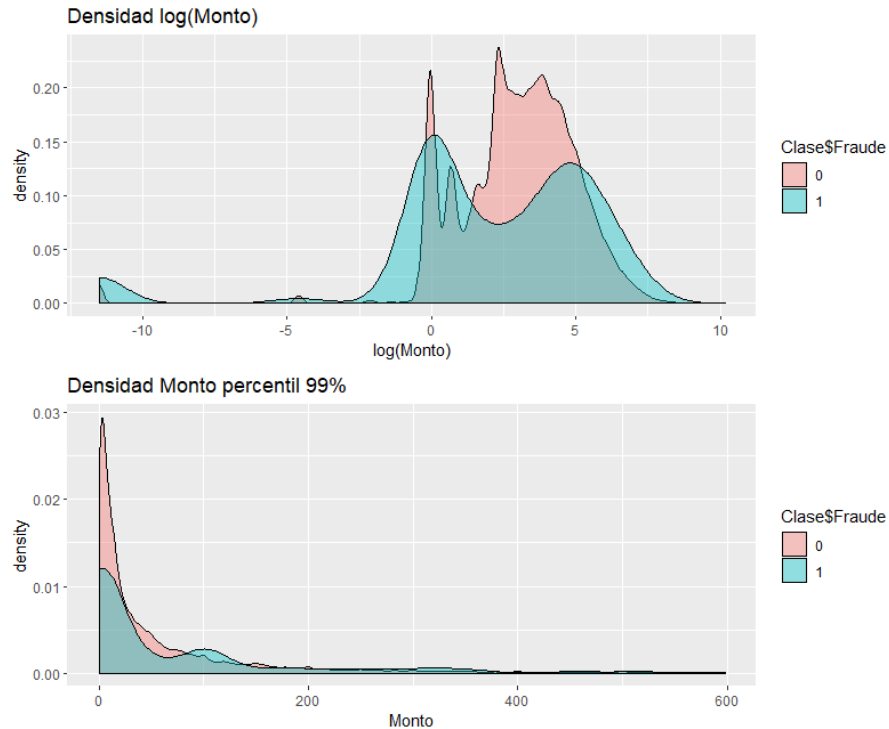 Densidad log(Monto)
density
0.20
0.15
0.10
0.05
0.00
-10
-5
0
5
10
log(Monto)
Clase$Fraude
0
1
Densidad Monto percentil 99%
density
0.03
0.02
0.01
0.00
0
200
400
600
Monto
Clase$Fraude
0
1